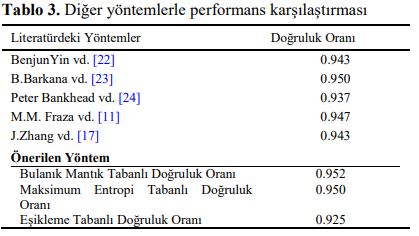 Tablo 3. Diğer yöntemlerle performans karşılaştırması
Literatürdeki Yöntemler Doğruluk Oranı
BenjunYin vd. [22] 0.943
B.Barkana vd. [23] 0.950
Peter Bankhead vd. [24] 0.937
M.M. Fraza vd. [11] 0.947
J.Zhang vd. [17] 0.943
Önerilen Yöntem
Bulanık Mantık Tabanlı Doğruluk Oranı 0.952
Maksimum Entropi Tabanlı Doğruluk 0.950
Oranı
Eşikleme Tabanlı Doğruluk Oranı 0.925